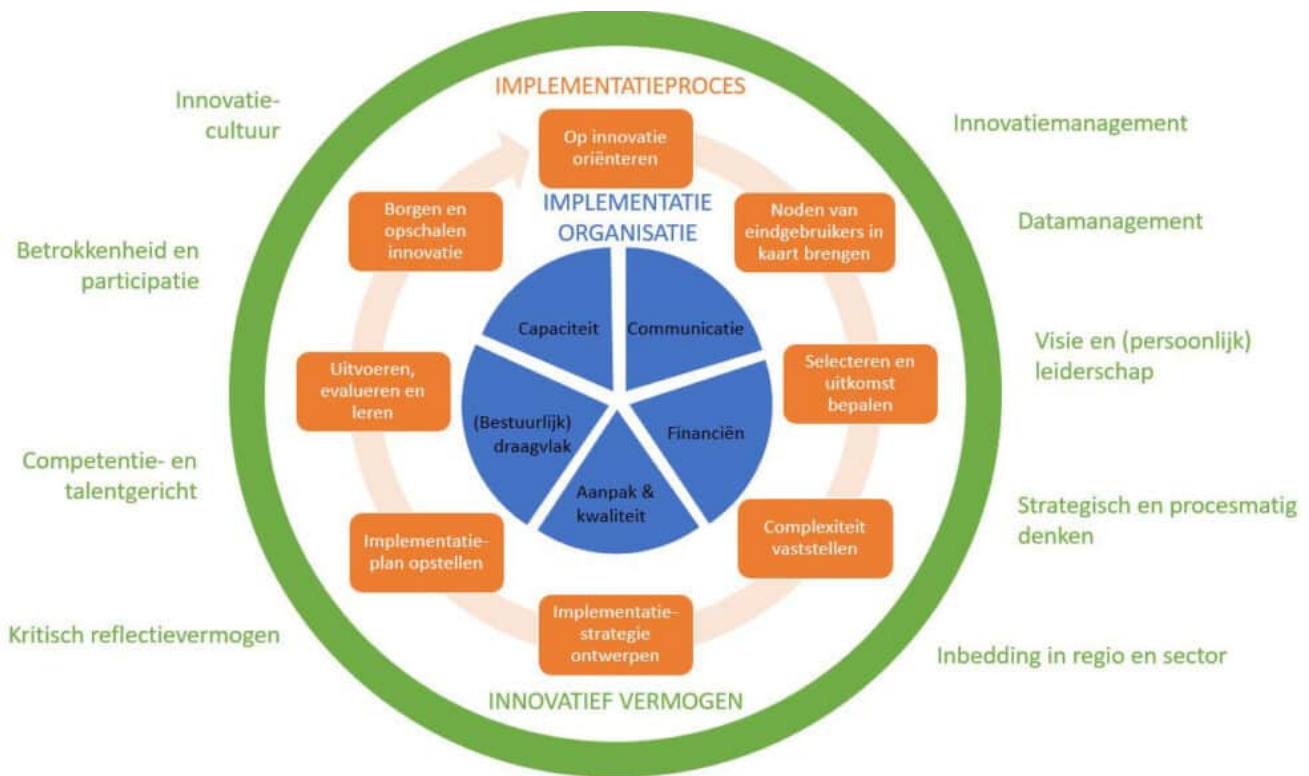 IMPLEMENTATIEPROCES
Op innovatie
oriënteren
Noden van
eindgebruikers in
kaart brengen
Selecteren en
uitkomst
bepalen
Complexiteit
vaststellen
Implementatie-
strategie
ontwerpen
Implementatie-
plan opstellen
Uitvoeren,
evalueren en
leren
Borgen en
opschalen
innovatie
IMPLEMENTATIE
ORGANISATIE
Capaciteit
Communicatie
(Bestuurlijk)
draagvlak
Financiën
Aanpak &
kwaliteit
INNOVATIEF VERMOGEN
Innovatie-
cultuur
Betrokkenheid en
participatie
Competentie- en
talentgericht
Kritisch reflectievermogen
Innovatiemanagement
Datamanagement
Visie en (persoonlijk)
leiderschap
Strategisch en procesmatig
denken
Inbedding in regio en sector